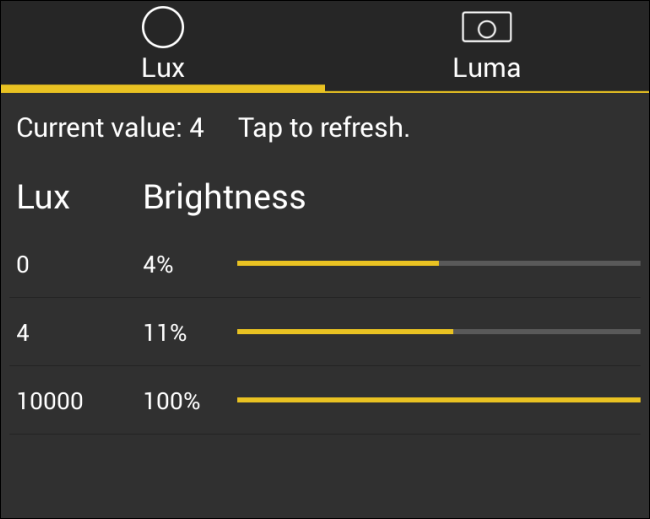 Lux Luma
Current value: 4 Tap to refresh.
Lux Brightness
0 4%
4 11%
10000 100%